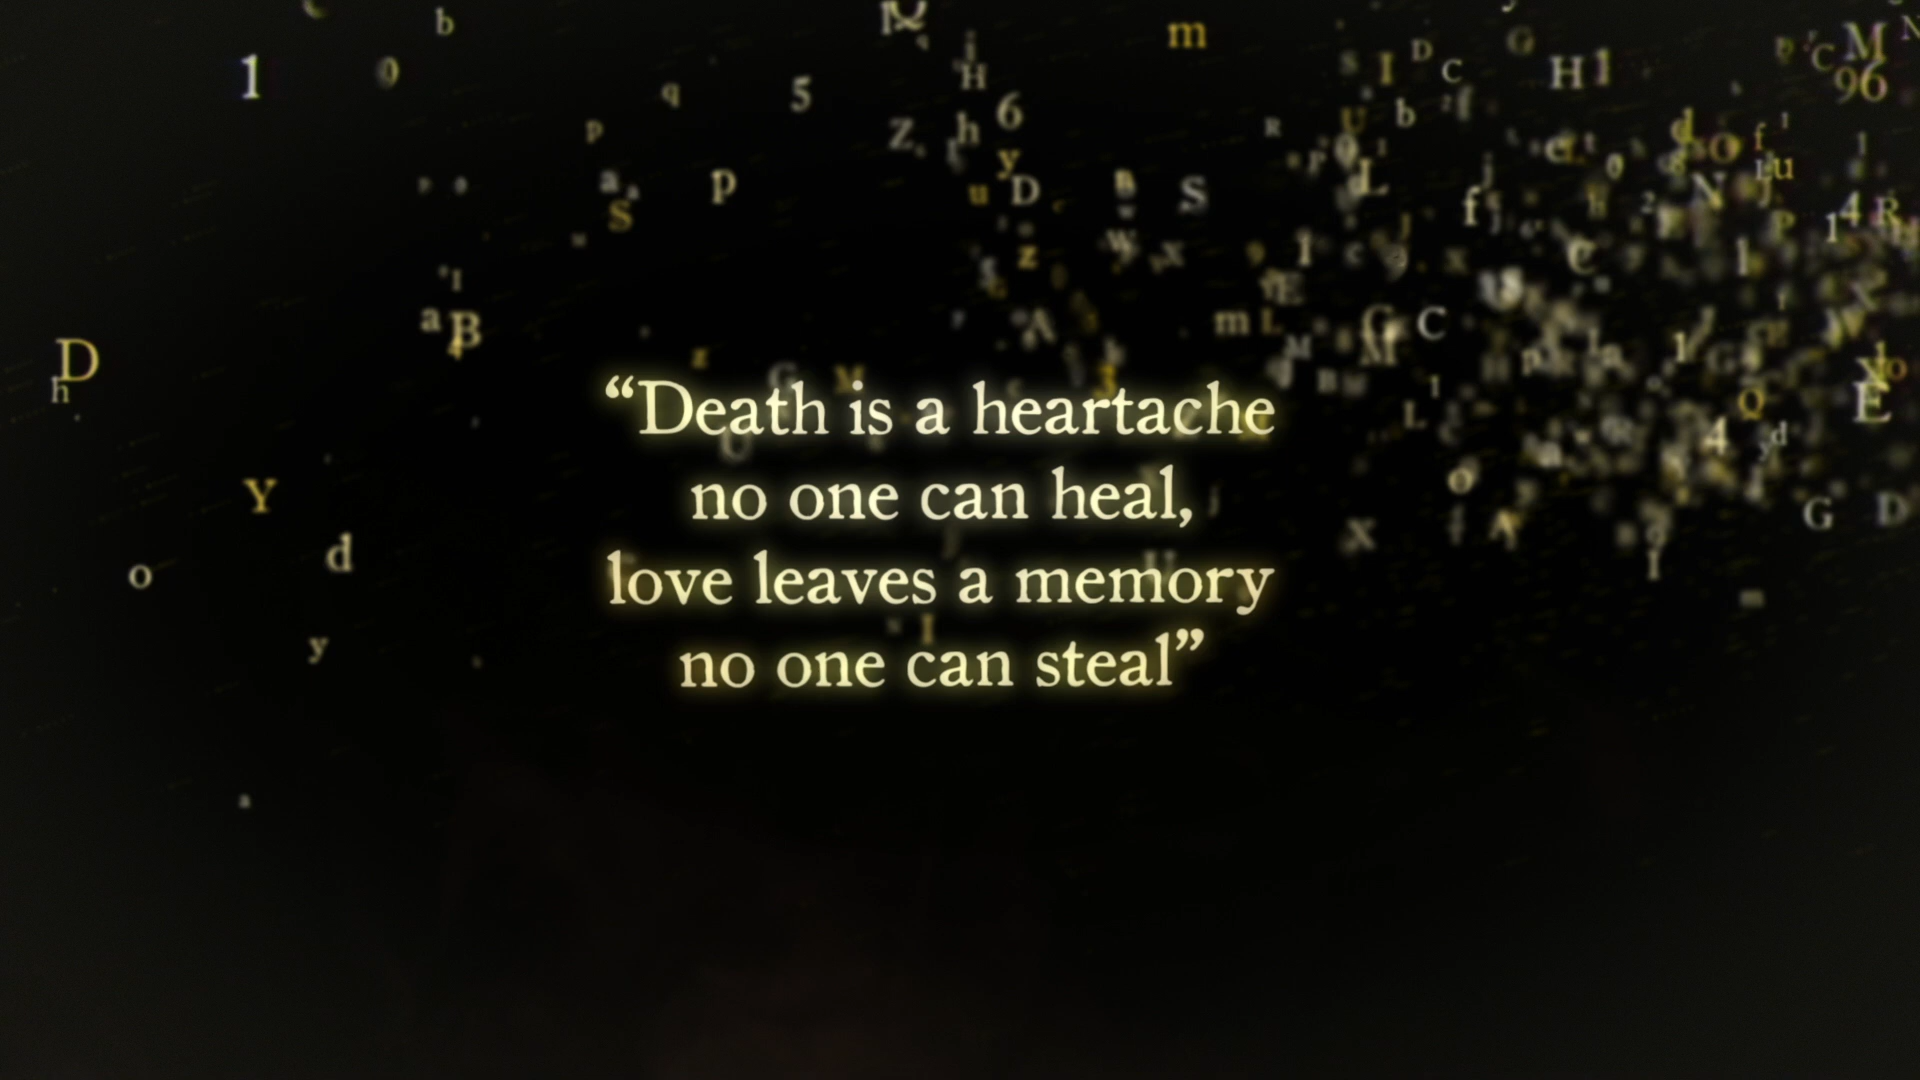 “Death is a heartache
no one can heal,
love leaves a memory
no one can steal”